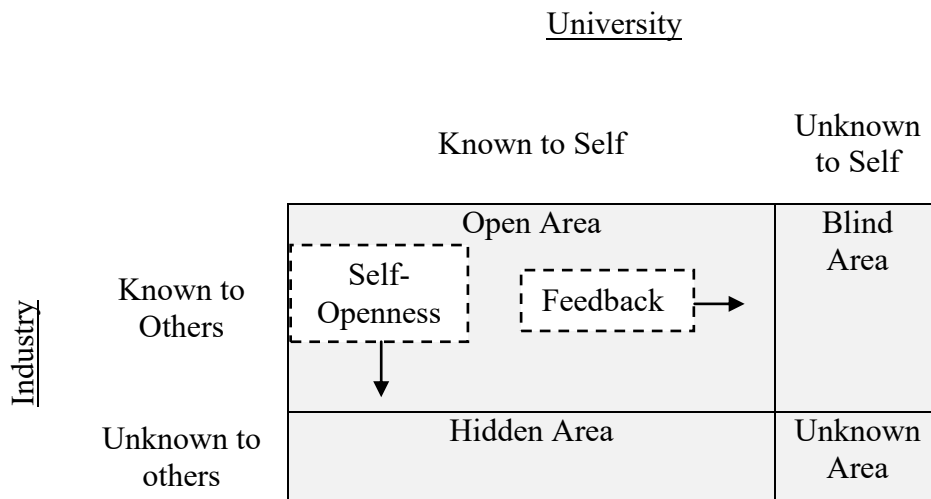 University
Known to Self
Unknown
to Self
Open Area
Blind
Area
Self-
Openness
Feedback
Known to
Others
Industry
Unknown to
others
Hidden Area
Unknown
Area